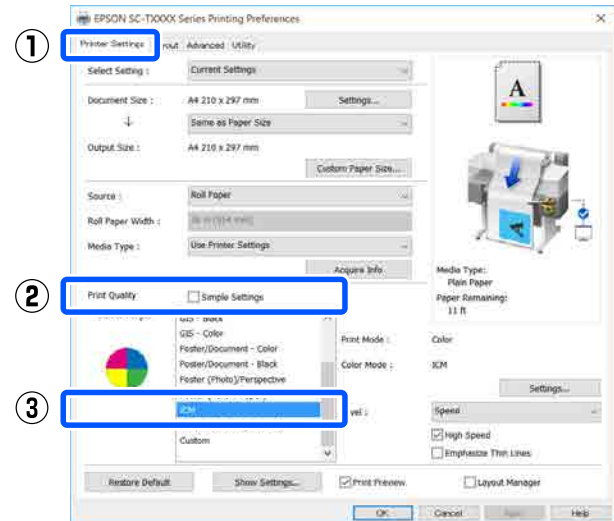 EPSON SC-TXXXX Series Printing Preferences
1
Printer Settings
Advanced Utility
Select Setting : Current Settings
A
Document Size : A4 210 x 297 mm Settings...
Same as Paper Size
Output Size : A4 210 x 297 mm
Custom Paper Size...
Source : Roll Paper
Roll Paper Width :
Media Type : Use Printer Settings
Acquire Info
Media Type:
Plain Paper
Paper Remaining:
11 ft
2
Print Quality Simple Settings
GIS - Color
Poster/Document - Color
Poster/Document - Black
Poster (Photo)/Perspective
Print Mode : Color
Color Mode : ICM
Settings...
3
ICM
Speed
Custom
High Speed
Emphasize Thin Lines
Restore Default Show Settings... Print Preview Layout Manager
OK Cancel Help